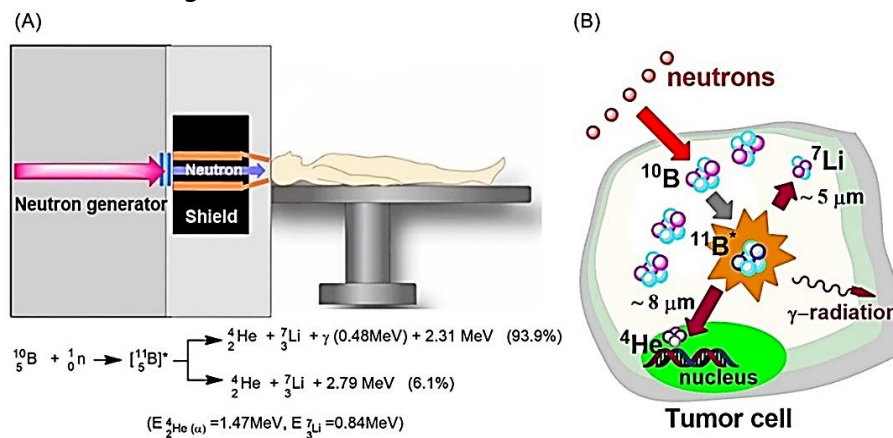 (A)
Neutron generator
Neutron
Shield
¹⁰₅B + ¹₀n → [¹¹₅B]*
⁴₂He + ⁷₃Li + γ (0.48MeV) + 2.31 MeV (93.9%)
⁴₂He + ⁷₃Li + 2.79 MeV (6.1%)
(E ⁴₂He (α) = 1.47MeV, E ⁷₃Li = 0.84MeV)
(B)
neutrons
¹⁰B
⁷Li
~ 5 μm
¹¹B*
~ 8 μm
γ–radiation
⁴He
nucleus
Tumor cell